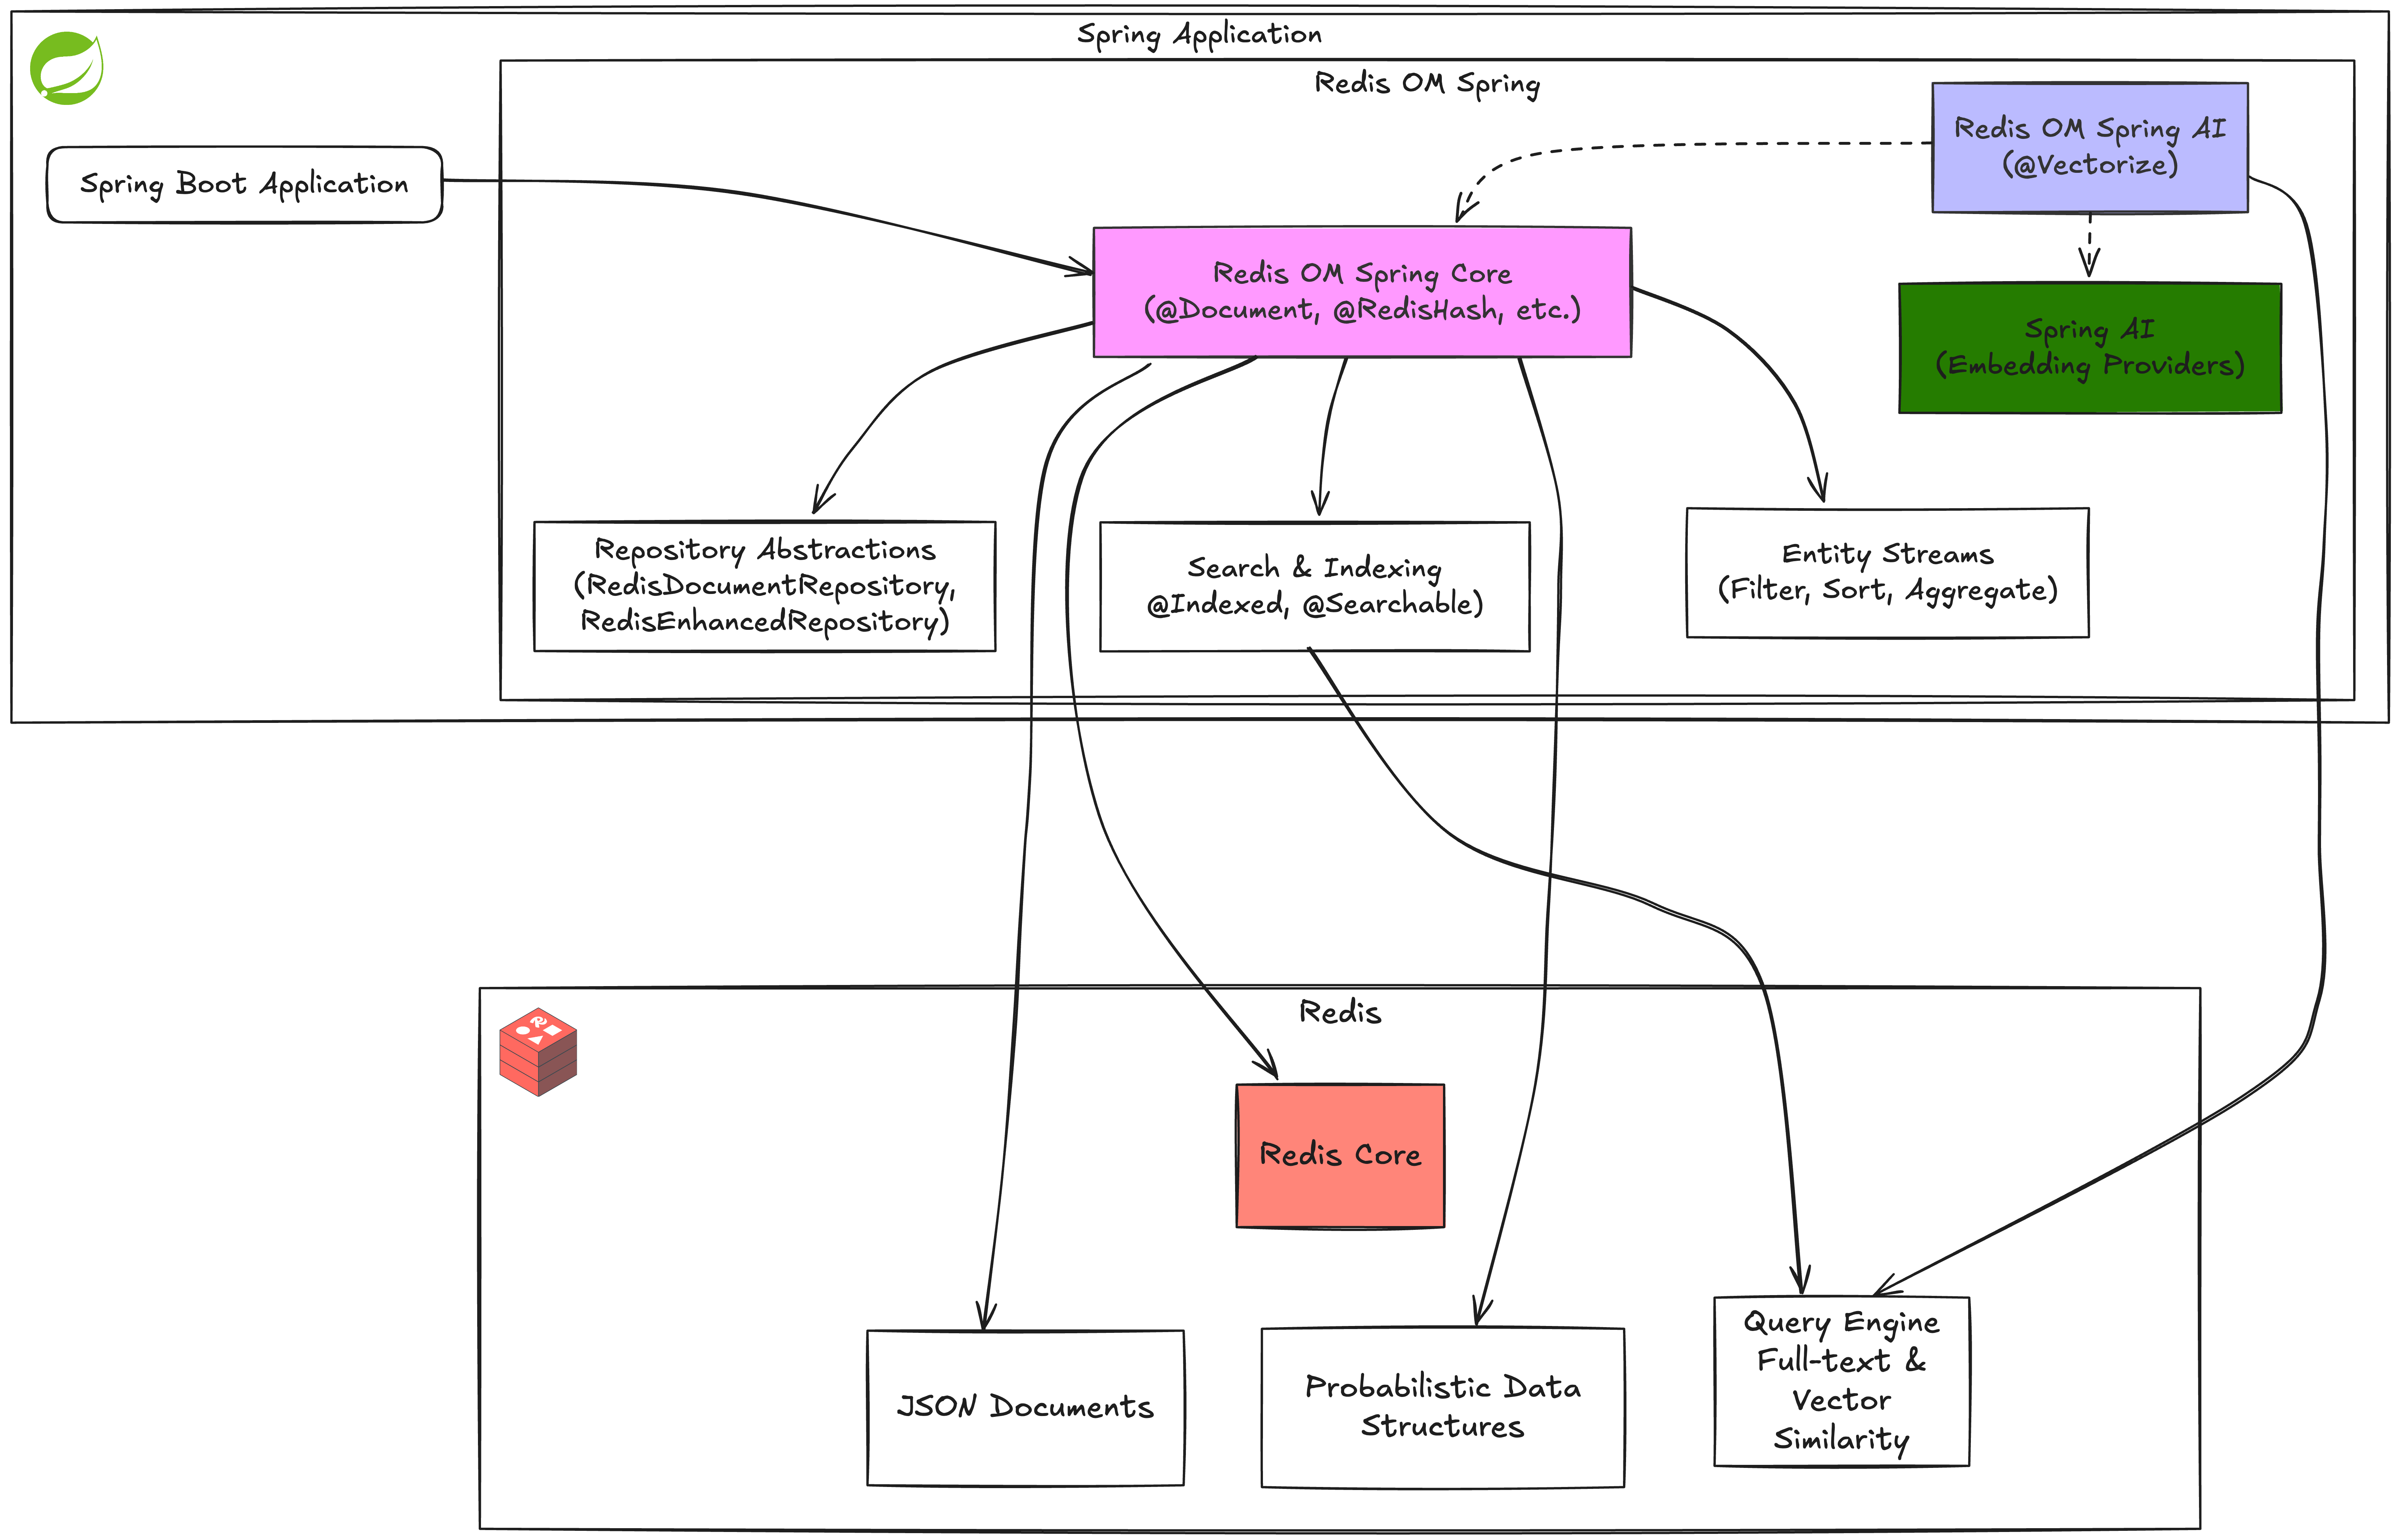 Spring Application
Redis OM Spring
Redis OM Spring AI
(@Vectorize)
Spring Boot Application
Redis OM Spring Core
(@Document, @RedisHash, etc.)
Spring AI
(Embedding Providers)
Repository Abstractions
(RedisDocumentRepository,
RedisEnhancedRepository)
Search & Indexing
@Indexed, @Searchable)
Entity Streams
(Filter, Sort, Aggregate)
Redis
Redis Core
JSON Documents
Probabilistic Data
Structures
Query Engine
Full-text &
Vector
Similarity